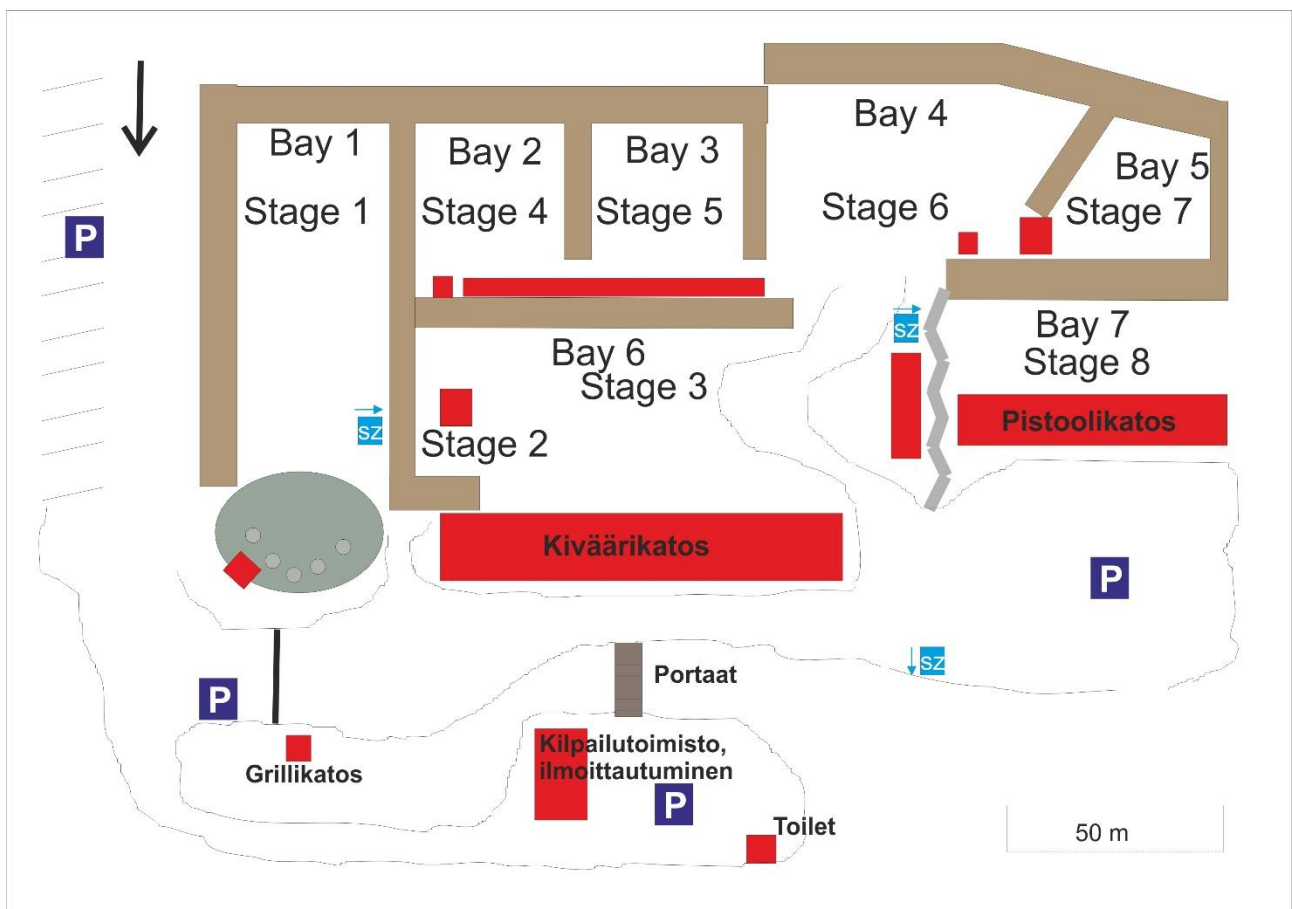 Bay 1
Stage 1
Bay 2
Stage 4
Bay 3
Stage 5
Bay 4
Stage 6
Bay 5
Stage 7
P
sz
Bay 6
Stage 3
Stage 2
sz
Bay 7
Stage 8
Pistoolikatos
Kiväärikatos
P
sz
Portaat
P
Grillikatos
Kilpailutoimisto,
ilmoittautuminen
P
Toilet
50 m